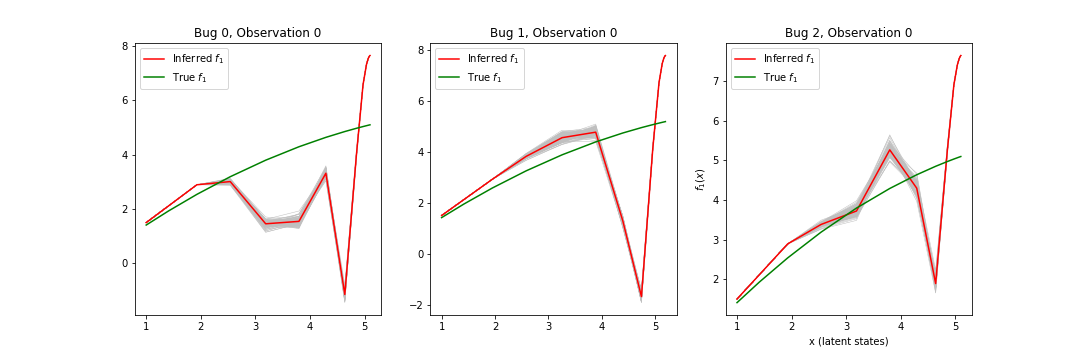 Bug 0, Observation 0
Inferred f₁
True f₁
8
6
4
2
0
1 2 3 4 5
Bug 1, Observation 0
Inferred f₁
True f₁
8
6
4
2
0
−2
1 2 3 4 5
Bug 2, Observation 0
Inferred f₁
True f₁
f₁(x)
7
6
5
4
3
2
1 2 3 4 5
x (latent states)